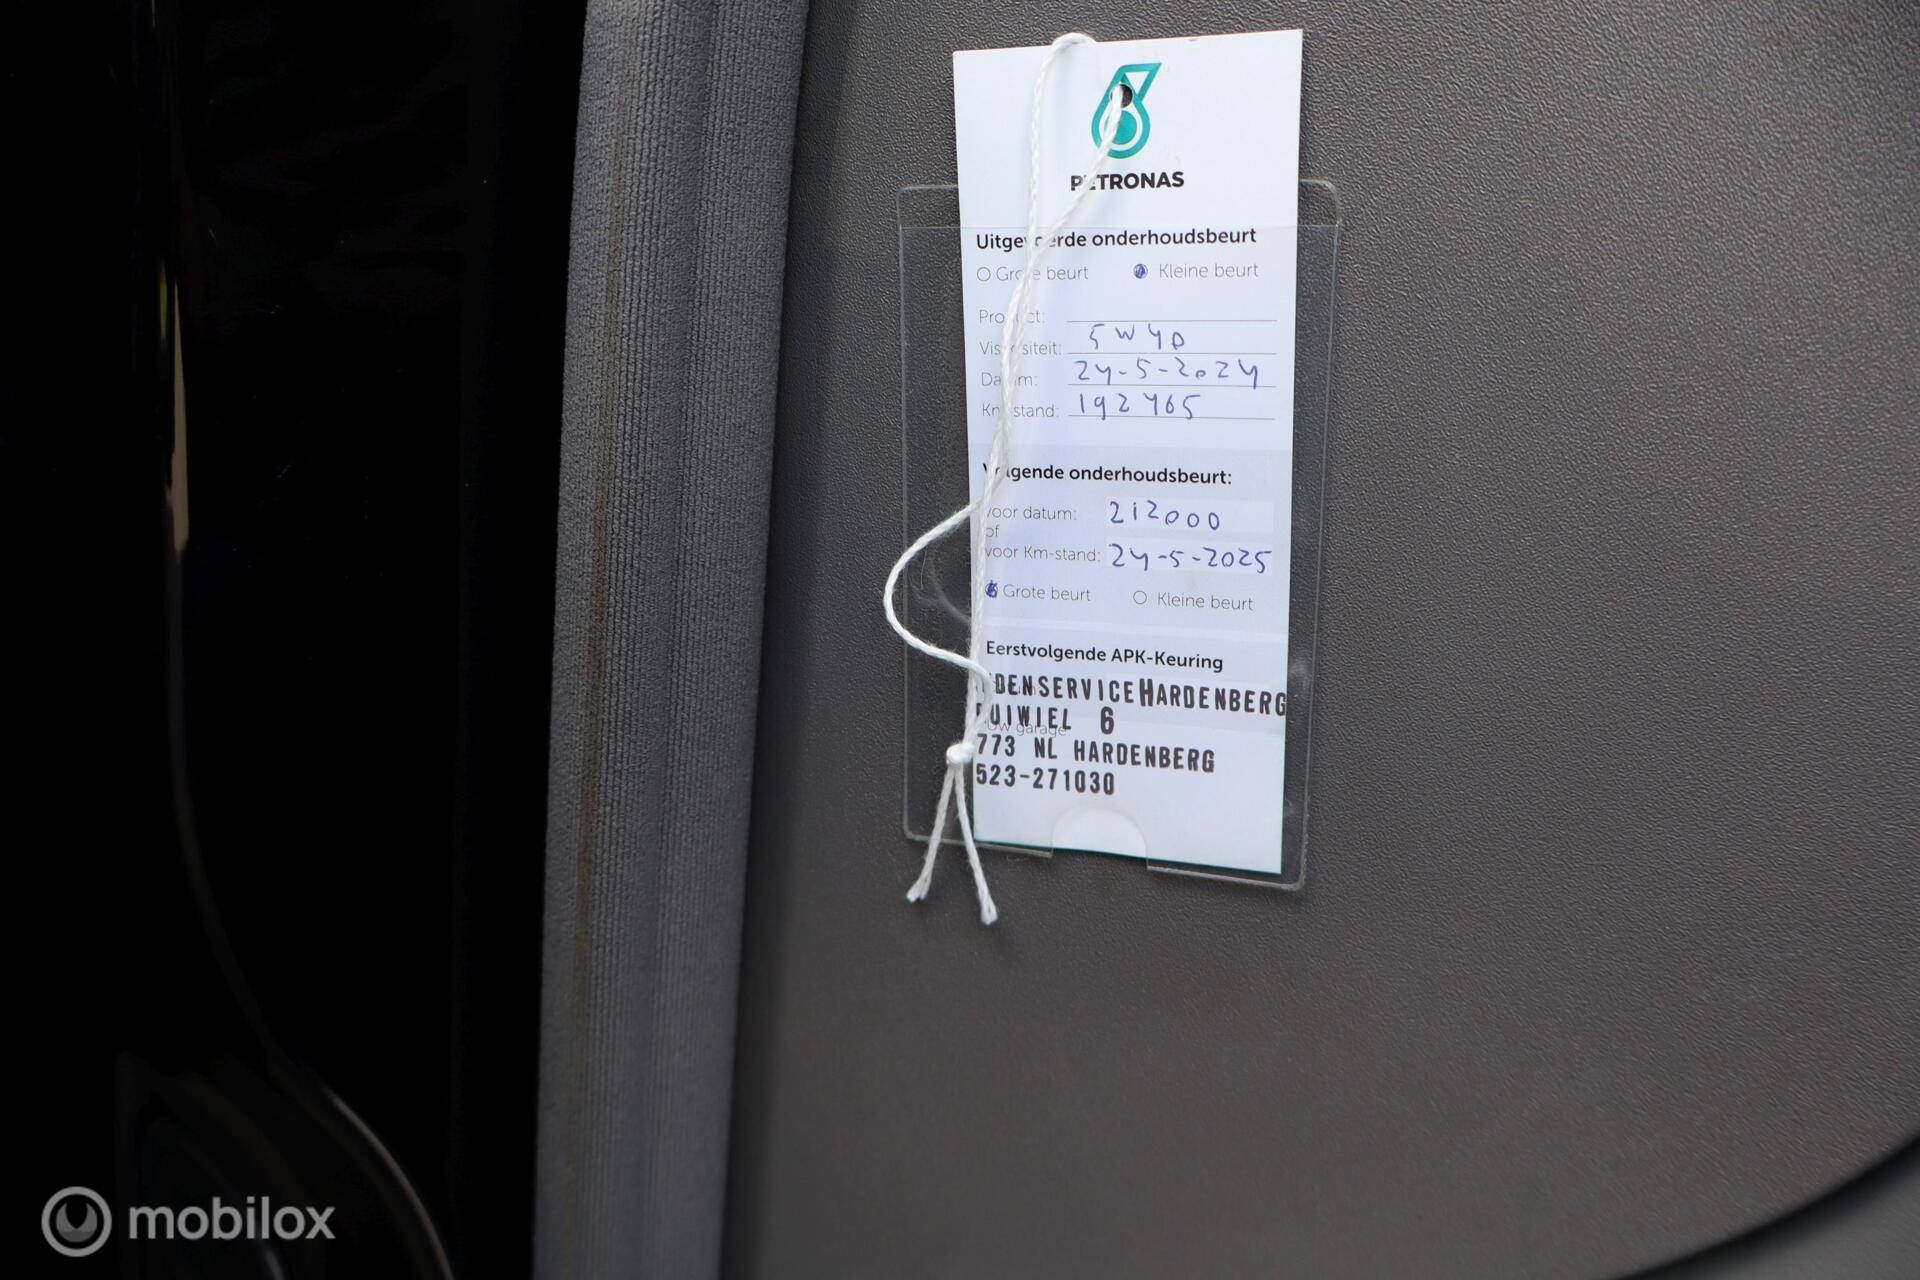 PETRONAS
Uitgevoerde onderhoudsbeurt
Grote beurt Kleine beurt
Product:
Viscositeit: 5W40
Datum: 24-5-2024
Km-stand: 192465
Volgende onderhoudsbeurt:
voor datum: 212000
of
voor Km-stand: 24-5-2025
Grote beurt Kleine beurt
Eerstvolgende APK-Keuring
DENSERVICEHARDENBERG
UIWIEL 6
Uw garage:
773 NL HARDENBERG
523-271030
mobilox